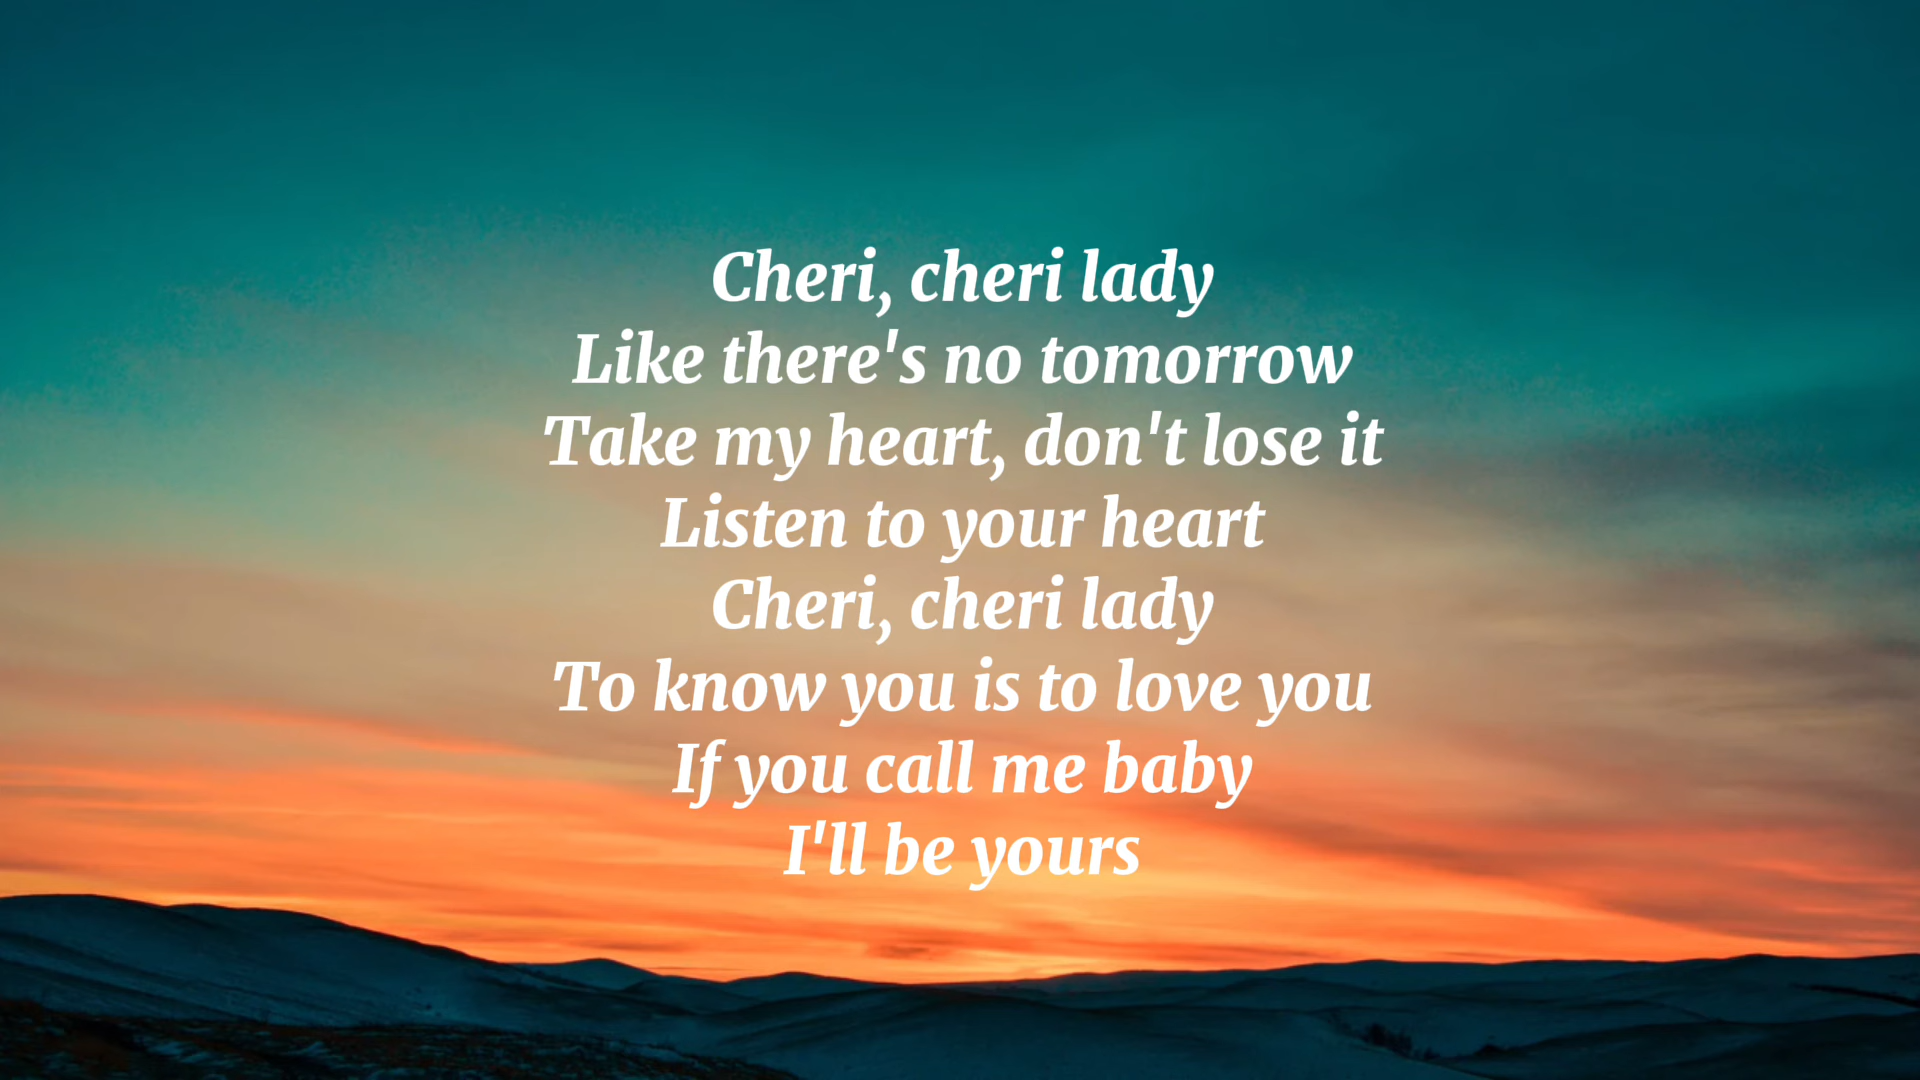 Cheri, cheri lady
Like there's no tomorrow
Take my heart, don't lose it
Listen to your heart
Cheri, cheri lady
To know you is to love you
If you call me baby
I'll be yours